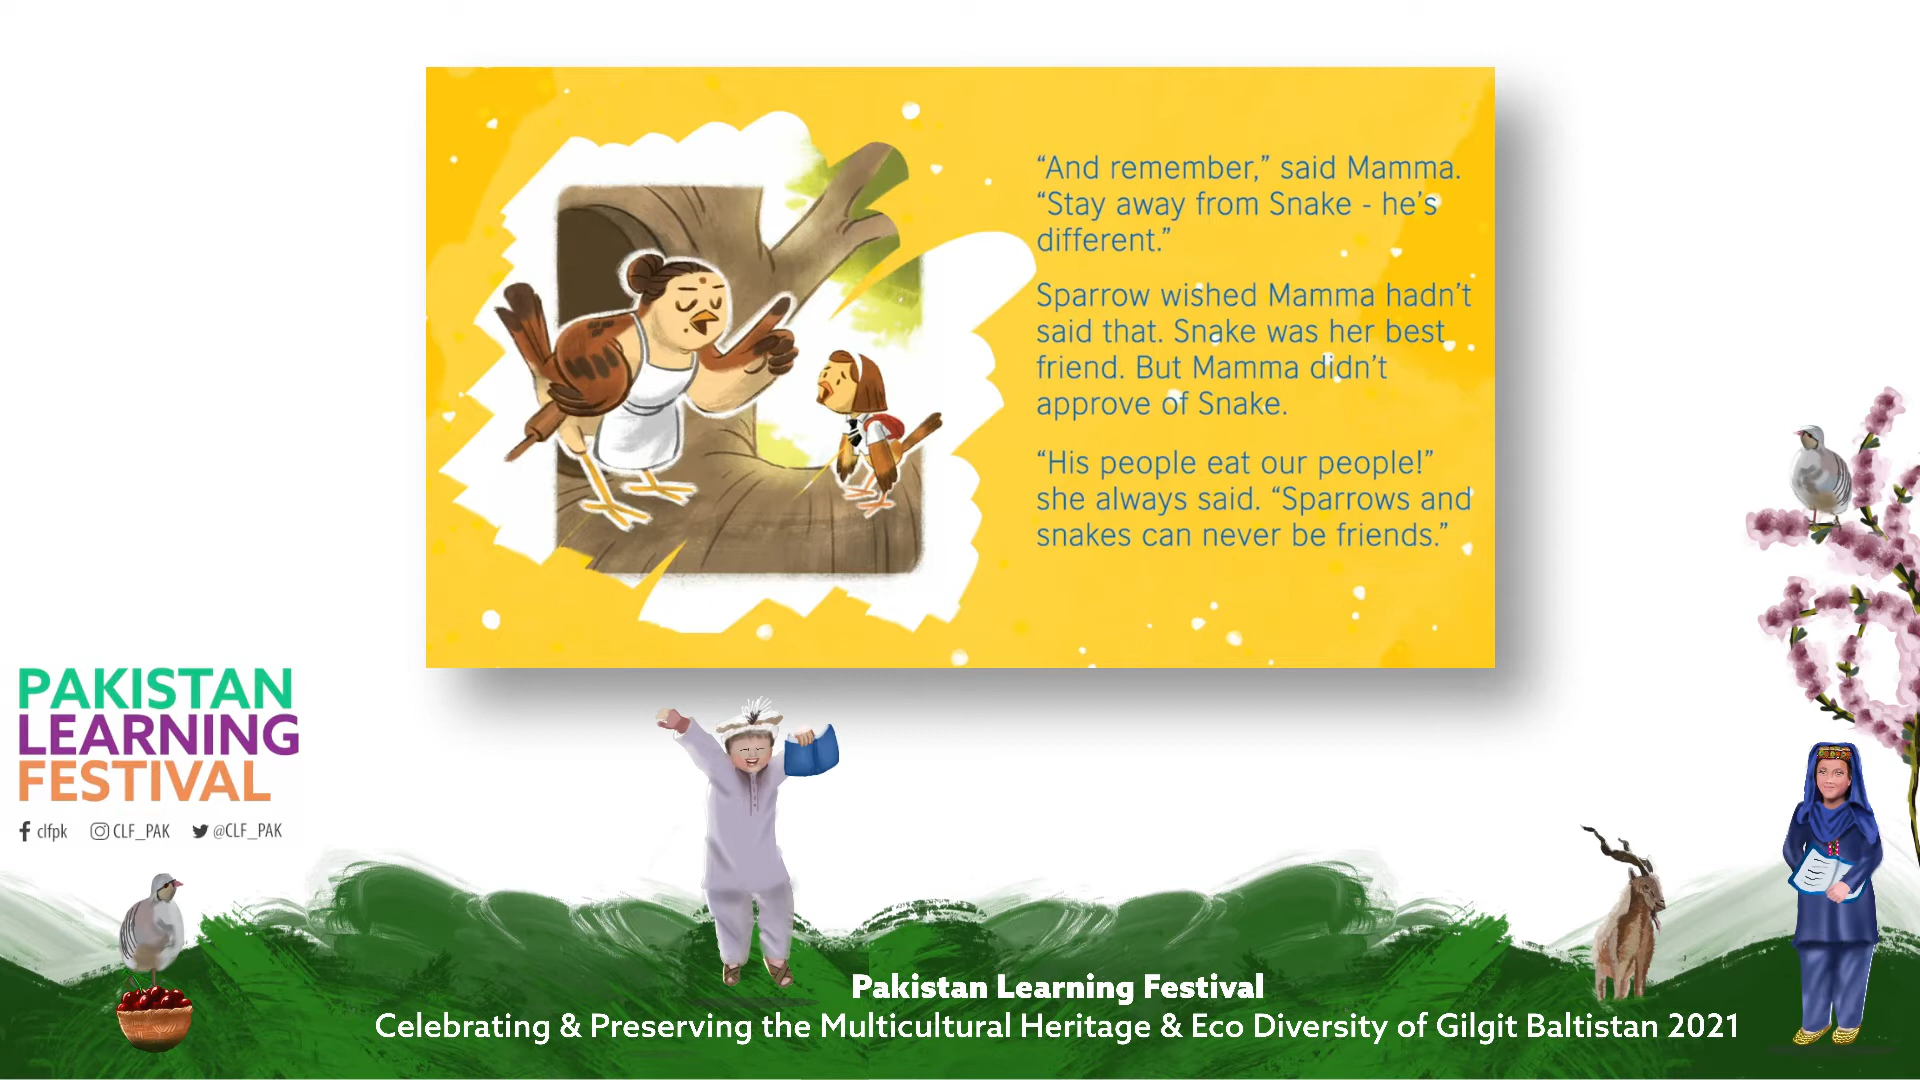 “And remember,” said Mamma.
“Stay away from Snake - he’s
different.”
Sparrow wished Mamma hadn’t
said that. Snake was her best
friend. But Mamma didn’t
approve of Snake.
“His people eat our people!”
she always said. “Sparrows and
snakes can never be friends.”
PAKISTAN
LEARNING
FESTIVAL
clfpk CLF_PAK @CLF_PAK
Pakistan Learning Festival
Celebrating & Preserving the Multicultural Heritage & Eco Diversity of Gilgit Baltistan 2021